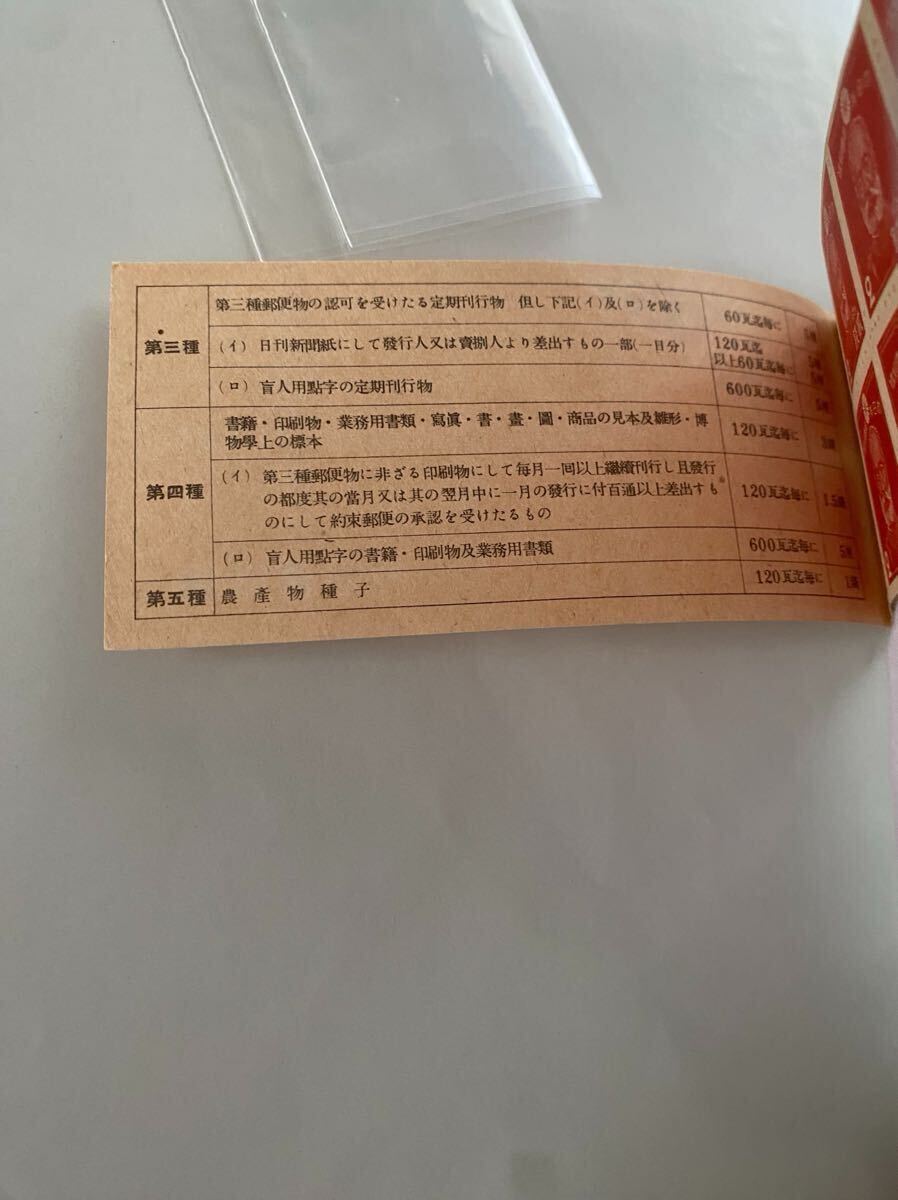 第三種
第三種郵便物の認可を受けたる定期刊行物 但し下記(イ)及(ロ)を除く
60瓦迄每に
(イ) 日刊新聞紙にして發行人又は賣捌人より差出すもの一部(一日分)
120瓦迄
以上60瓦迄每に
(ロ) 盲人用點字の定期刊行物
600瓦迄每に
第四種
書籍・印刷物・業務用書類・寫眞・書・畫・圖・商品の見本及雛形・博
物學上の標本
120瓦迄每に
(イ) 第三種郵便物に非ざる印刷物にして每月一回以上繼續刊行し且發行
の都度其の當月又は其の翌月中に一月の發行に付百通以上差出すも
のにして約束郵便の承認を受けたるもの
120瓦迄每に
1.5
(ロ) 盲人用點字の書籍・印刷物及業務用書類
600瓦迄每に
第五種
農產物種子
120瓦迄每に